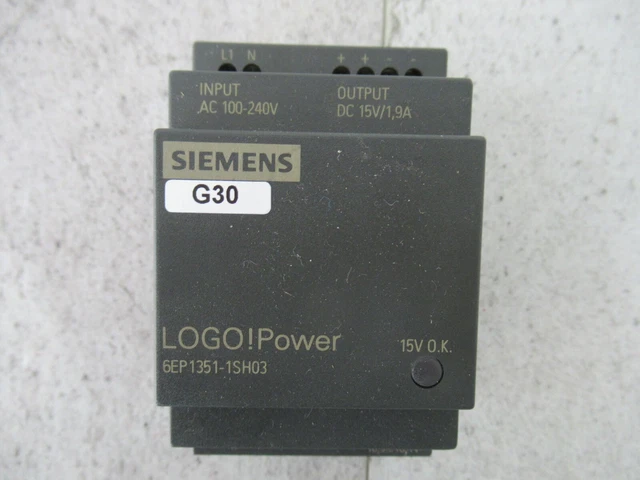 L1 N + + - -
INPUT OUTPUT
AC 100-240V DC 15V/1,9A
SIEMENS
G30
LOGO!Power
15V O.K.
6EP1351-1SH03